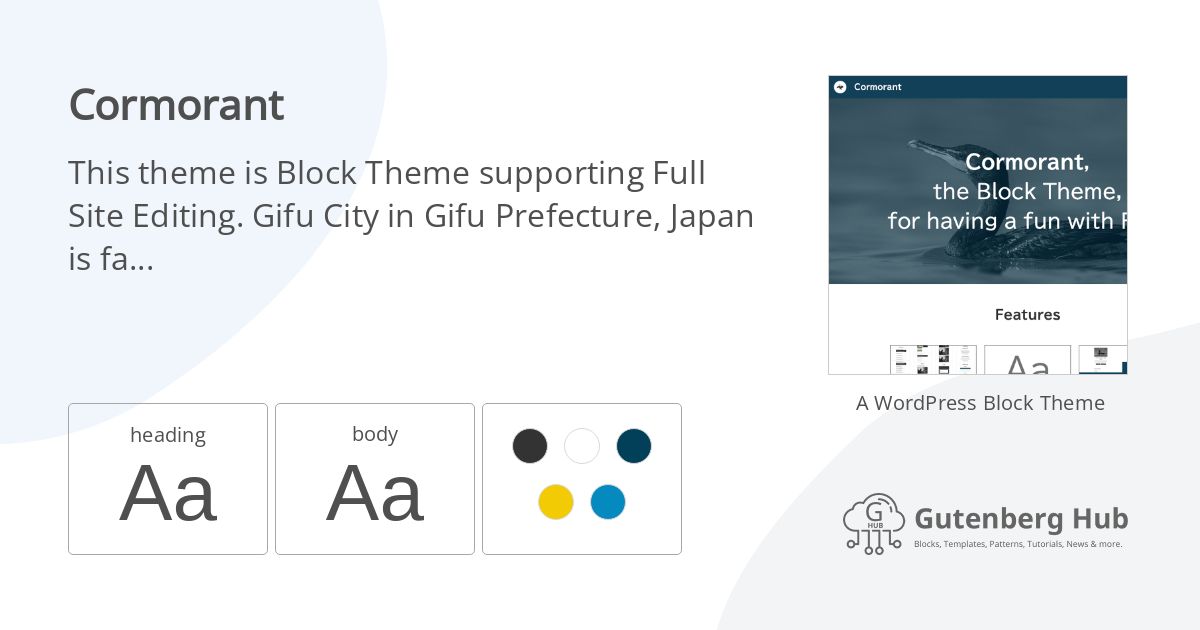 Cormorant
This theme is Block Theme supporting Full
Site Editing. Gifu City in Gifu Prefecture, Japan
is fa...
Cormorant
Cormorant,
the Block Theme,
for having a fun with
Features
Aa
A WordPress Block Theme
heading
Aa
body
Aa
G
HUB
Gutenberg Hub
Blocks, Templates, Patterns, Tutorials, News & more.